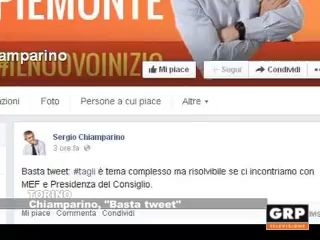 PIEMONTE
iamparino
#ILNUOVOINIZIO
Mi piace
Segui
Condividi
zioni
Foto
Persone a cui piace
Altre
Sergio Chiamparino
3 ore fa
Basta tweet: #tagli è tema complesso ma risolvibile se ci incontriamo con
MEF e Presidenza del Consiglio.
TORINO
Mi piace Commenta Condividi
Chiamparino, "Basta tweet"
GRP
TELEVISIONE